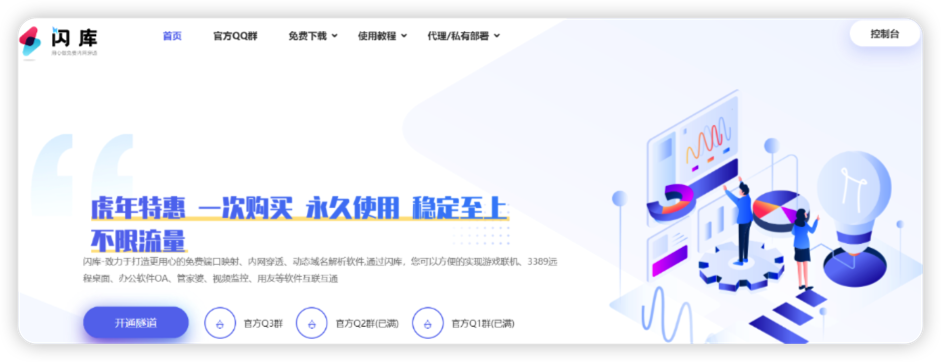 闪库
首页 官方QQ群 免费下载 使用教程 代理/私有部署 控制台
虎年特惠 一次购买 永久使用 稳定至上
不限流量
闪库-致力于打造更用心的免费端口映射、内网穿透、动态域名解析软件,通过闪库、您可以方便的实现游戏联机、3389远
程桌面、办公软件OA、管家婆、视频监控、用友等软件互联互通
开通隧道 官方Q3群 官方Q2群(已满) 官方Q1群(已满)